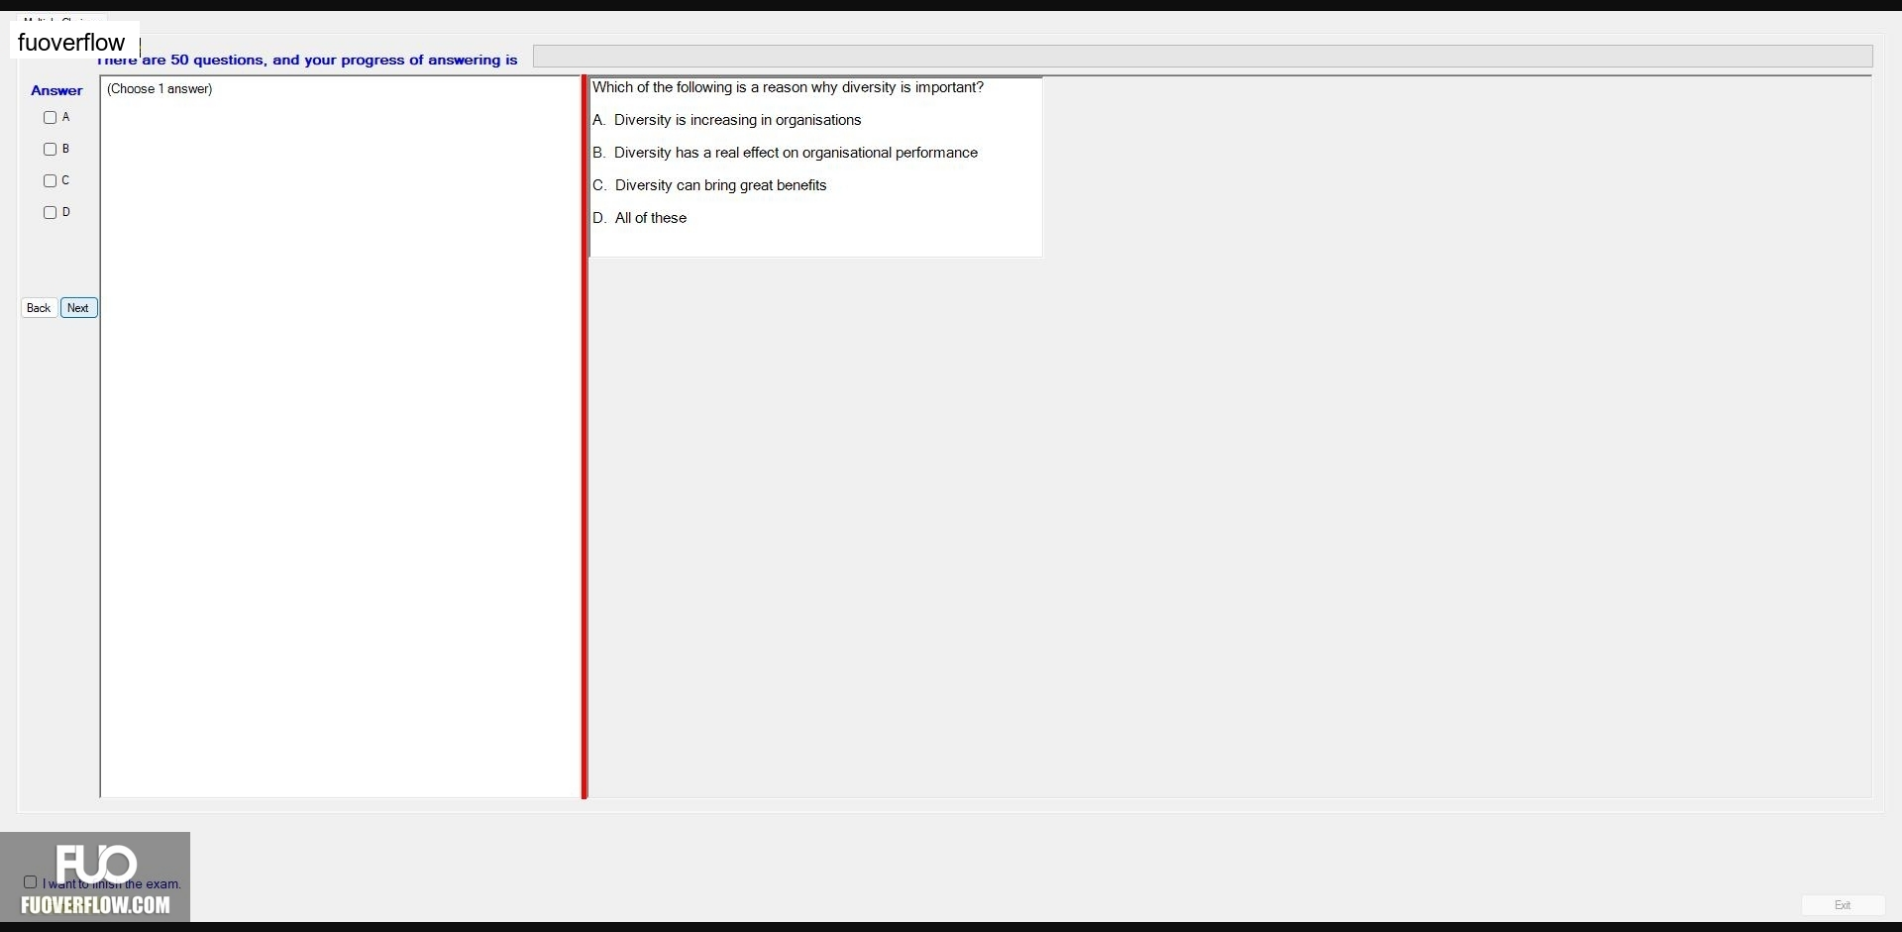 fuoverflow
There are 50 questions, and your progress of answering is
Answer
(Choose 1 answer)
A
B
C
D
Back
Next
Which of the following is a reason why diversity is important?
A. Diversity is increasing in organisations
B. Diversity has a real effect on organisational performance
C. Diversity can bring great benefits
D. All of these
FUO
I want to finish the exam.
FUOVERFLOW.COM
Exit